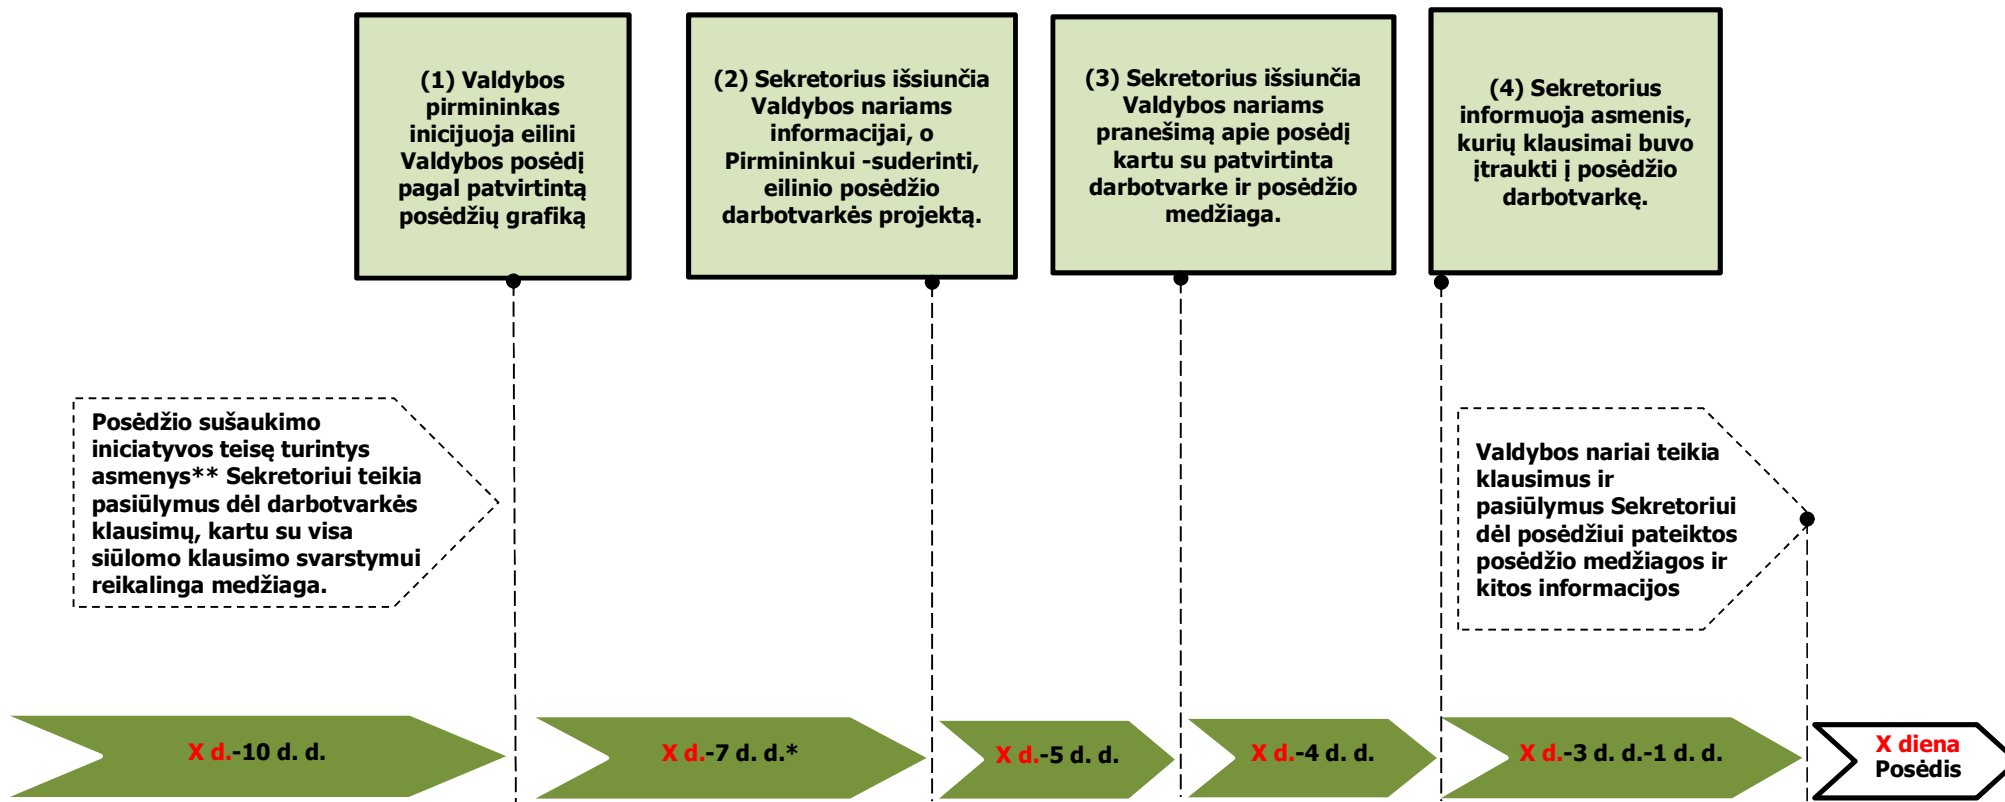 (1) Valdybos
pirmininkas
inicijuoja eilini
Valdybos posėdį
pagal patvirtintą
posėdžių grafiką
(2) Sekretorius išsiunčia
Valdybos nariams
informacijai, o
Pirmininkui -suderinti,
eilinio posėdžio
darbotvarkės projektą.
(3) Sekretorius išsiunčia
Valdybos nariams
pranešimą apie posėdį
kartu su patvirtinta
darbotvarke ir posėdžio
medžiaga.
(4) Sekretorius
informuoja asmenis,
kurių klausimai buvo
įtraukti į posėdžio
darbotvarkę.
Posėdžio sušaukimo
iniciatyvos teisę turintys
asmenys** Sekretoriui teikia
pasiūlymus dėl darbotvarkės
klausimų, kartu su visa
siūlomo klausimo svarstymui
reikalinga medžiaga.
Valdybos nariai teikia
klausimus ir
pasiūlymus Sekretoriui
dėl posėdžiui pateiktos
posėdžio medžiagos ir
kitos informacijos
X d.-10 d. d.
X d.-7 d. d.*
X d.-5 d. d.
X d.-4 d. d.
X d.-3 d. d.-1 d. d.
X diena
Posėdis